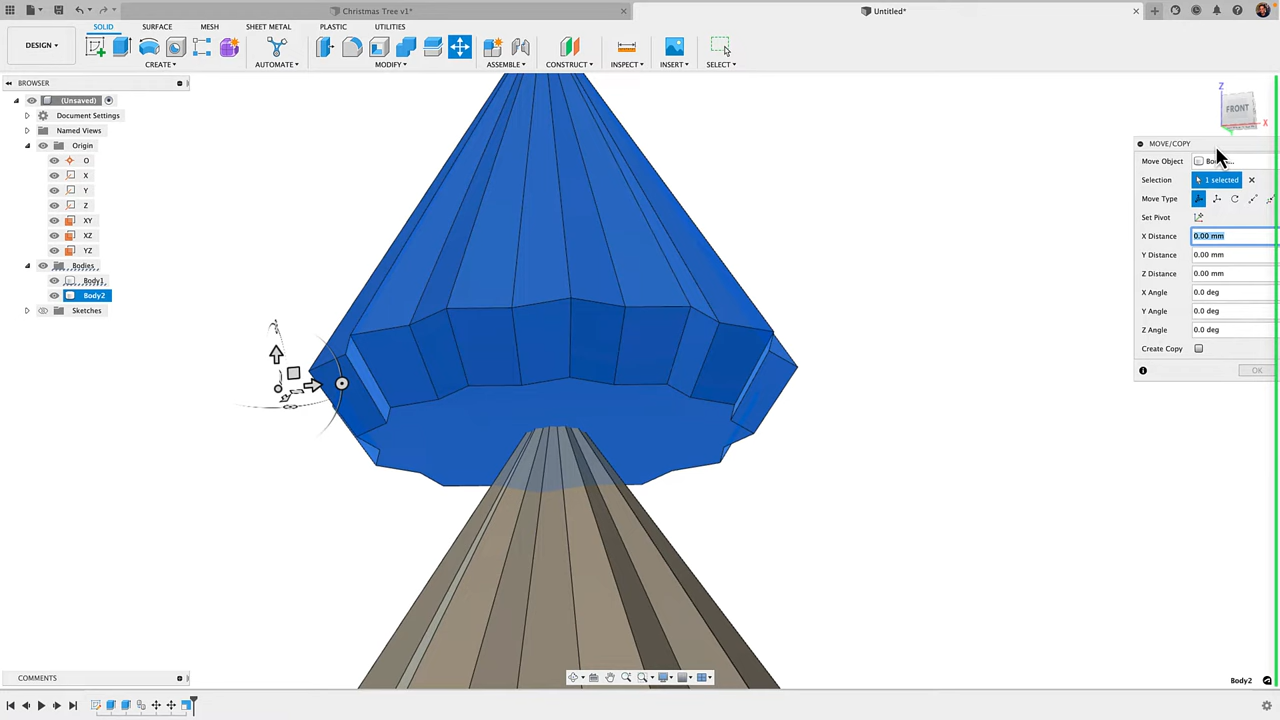 Christmas Tree v1*
Untitled*
DESIGN
SOLID SURFACE MESH SHEET METAL PLASTIC UTILITIES
CREATE AUTOMATE MODIFY ASSEMBLE CONSTRUCT INSPECT INSERT SELECT
BROWSER
(Unsaved)
Document Settings
Named Views
Origin
O
X
Y
Z
XY
XZ
YZ
Bodies
Body1
Body2
Sketches
Z
FRONT
X
MOVE/COPY
Move Object
Selection 1 selected
Move Type
Set Pivot
X Distance 0.00 mm
Y Distance 0.00 mm
Z Distance 0.00 mm
X Angle 0.0 deg
Y Angle 0.0 deg
Z Angle 0.0 deg
Create Copy
OK
COMMENTS
Body2